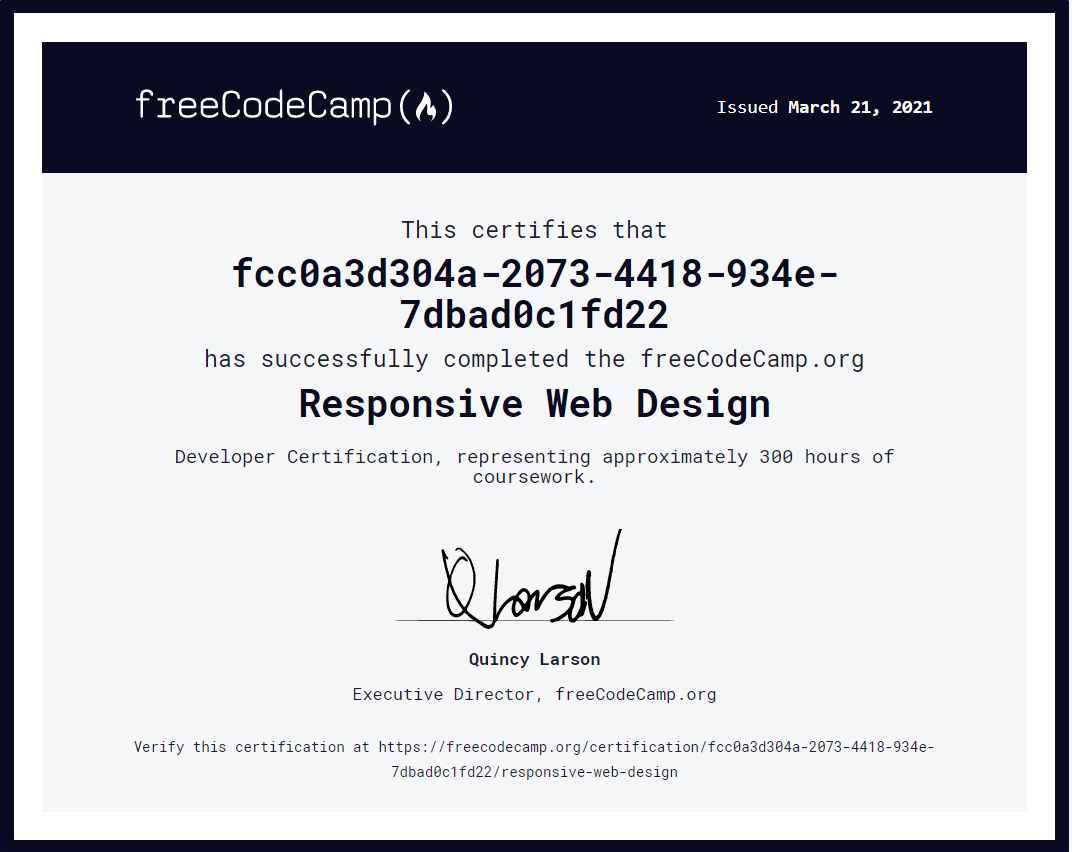 freeCodeCamp(🔥)
Issued March 21, 2021
This certifies that
fcc0a3d304a-2073-4418-934e-
7dbad0c1fd22
has successfully completed the freeCodeCamp.org
Responsive Web Design
Developer Certification, representing approximately 300 hours of
coursework.
Q Larson
Quincy Larson
Executive Director, freeCodeCamp.org
Verify this certification at https://freecodecamp.org/certification/fcc0a3d304a-2073-4418-934e-
7dbad0c1fd22/responsive-web-design